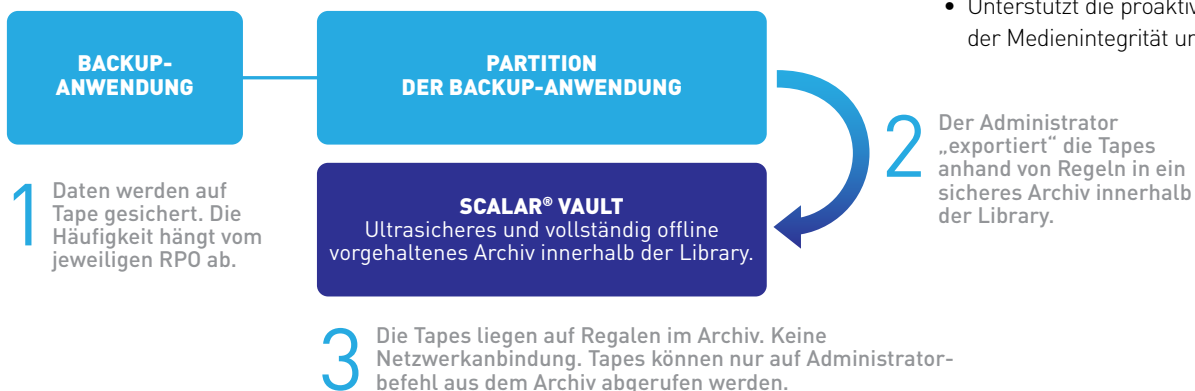 • Unterstützt die
der Medienintegrität
BACKUP-
ANWENDUNG
PARTITION
DER BACKUP-ANWENDUNG
2
Der Administrator
„exportiert“ die Tapes
anhand von Regeln in ein
sicheres Archiv innerhalb
der Library.
1
Daten werden auf
Tape gesichert. Die
Häufigkeit hängt vom
jeweiligen RPO ab.
SCALAR® VAULT
Ultrasicheres und vollständig offline
vorgehaltenes Archiv innerhalb der Library.
3
Die Tapes liegen auf Regalen im Archiv. Keine
Netzwerkanbindung. Tapes können nur auf Administrator-
befehl aus dem Archiv abgerufen werden.